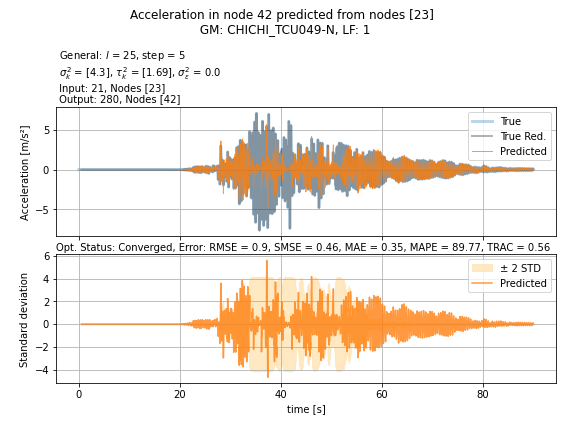 Acceleration in node 42 predicted from nodes [23]
GM: CHICHI_TCU049-N, LF: 1
General: l = 25, step = 5
σ²ₖ = [4.3], τ²ₖ = [1.69], σ²_ε = 0.0
Input: 21, Nodes [23]
Output: 280, Nodes [42]
Acceleration [m/s²]
5
0
−5
True
True Red.
Predicted
Opt. Status: Converged, Error: RMSE = 0.9, SMSE = 0.46, MAE = 0.35, MAPE = 89.77, TRAC = 0.56
Standard deviation
6
4
2
0
−2
−4
± 2 STD
Predicted
0 20 40 60 80
time [s]